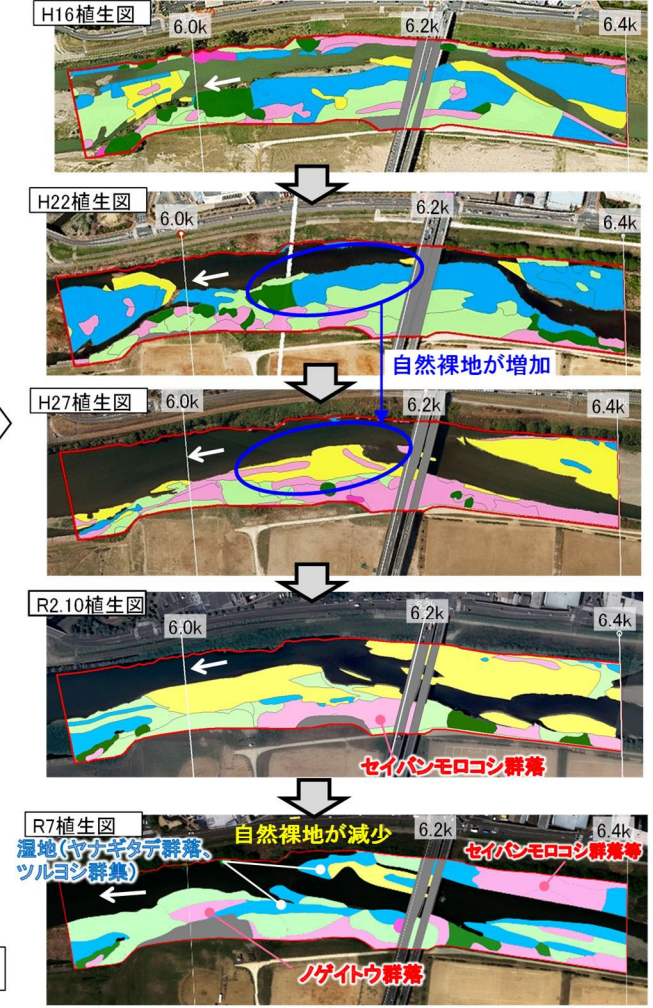 H16植生図
6.0k
6.2k
6.4k
H22植生図
6.0k
6.2k
6.4k
自然裸地が増加
H27植生図
6.0k
6.2k
6.4k
R2.10植生図
6.0k
6.2k
6.4k
セイバンモロコシ群落
R7植生図
自然裸地が減少
6.2k
6.4k
湿地(ヤナギタデ群落、
ツルヨシ群集)
セイバンモロコシ群落等
ノゲイトウ群落